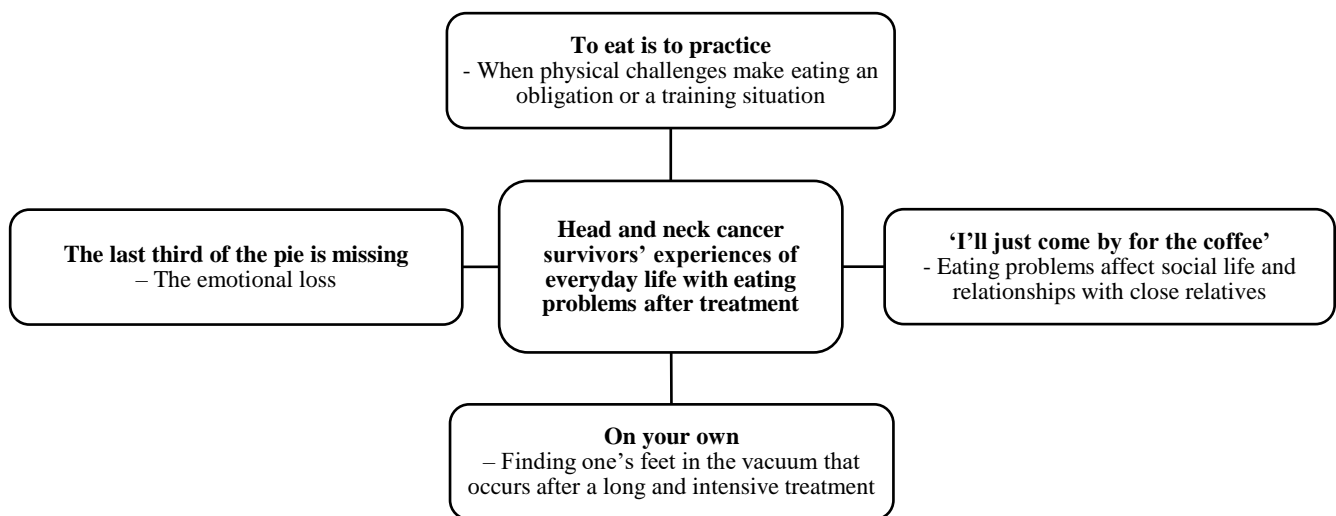 To eat is to practice
- When physical challenges make eating an
obligation or a training situation
The last third of the pie is missing
– The emotional loss
Head and neck cancer
survivors’ experiences of
everyday life with eating
problems after treatment
‘I’ll just come by for the coffee’
- Eating problems affect social life and
relationships with close relatives
On your own
– Finding one’s feet in the vacuum that
occurs after a long and intensive treatment